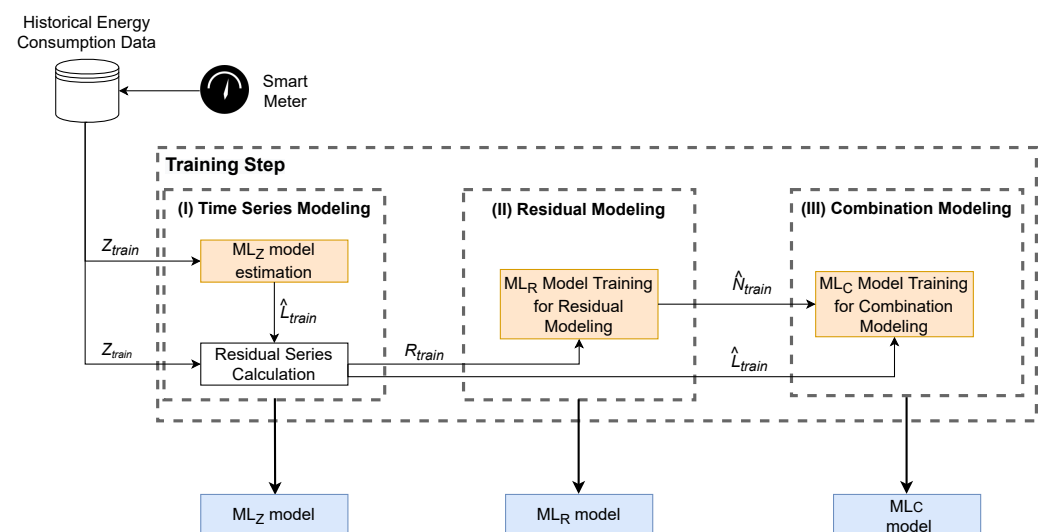 Historical Energy
Consumption Data
Smart
Meter
Training Step
(I) Time Series Modeling
(II) Residual Modeling
(III) Combination Modeling
Z_train
ML_Z model
estimation
L̂_train
Z_train
Residual Series
Calculation
R_train
ML_R Model Training
for Residual
Modeling
N̂_train
ML_C Model Training
for Combination
Modeling
L̂_train
ML_Z model
ML_R model
MLC
model